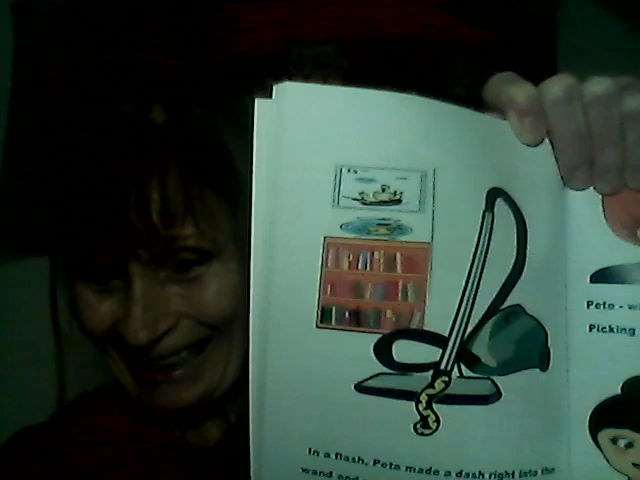 In a flash, Peta made a dash right into the
wand and
Peta - w
Picking